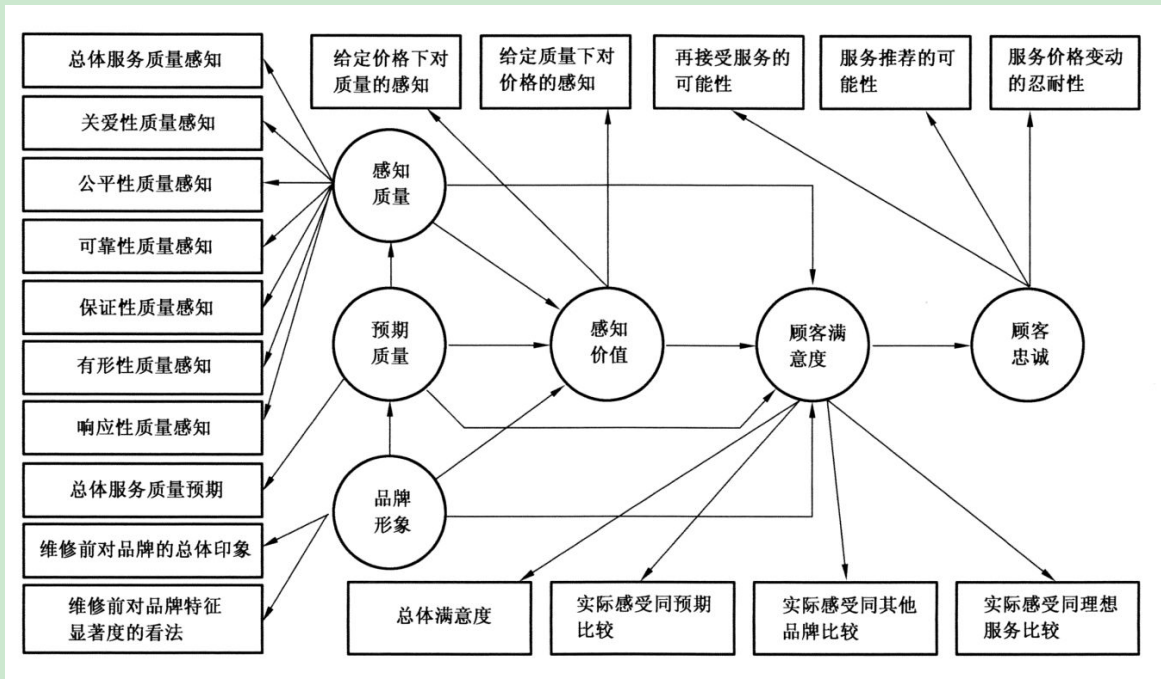 总体服务质量感知
关爱性质量感知
公平性质量感知
可靠性质量感知
保证性质量感知
有形性质量感知
响应性质量感知
总体服务质量预期
维修前对品牌的总体印象
维修前对品牌特征
显著度的看法
给定价格下对
质量的感知
给定质量下对
价格的感知
再接受服务的
可能性
服务推荐的可
能性
服务价格变动
的忍耐性
感知
质量
预期
质量
品牌
形象
感知
价值
顾客满
意度
顾客
忠诚
总体满意度
实际感受同预期
比较
实际感受同其他
品牌比较
实际感受同理想
服务比较